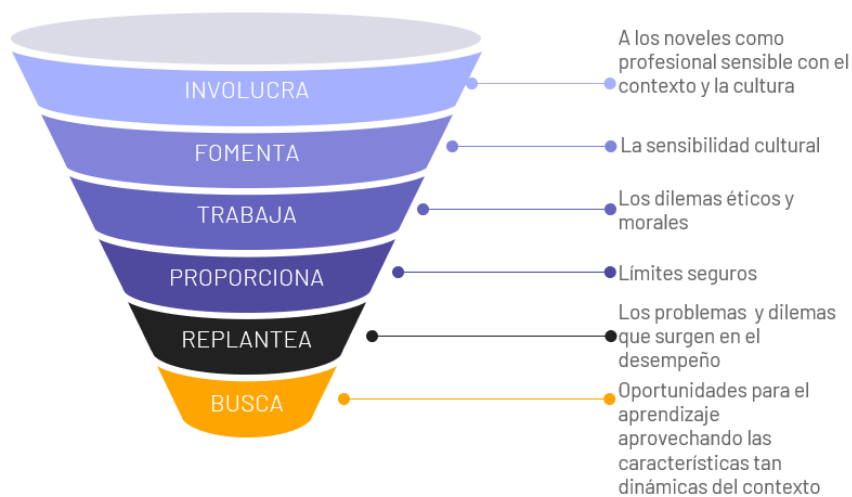 INVOLUCRA
A los noveles como
profesional sensible con el
contexto y la cultura
FOMENTA
La sensibilidad cultural
TRABAJA
Los dilemas éticos y
morales
PROPORCIONA
Límites seguros
REPLANTEA
Los problemas y dilemas
que surgen en el
desempeño
BUSCA
Oportunidades para el
aprendizaje
aprovechando las
características tan
dinámicas del contexto